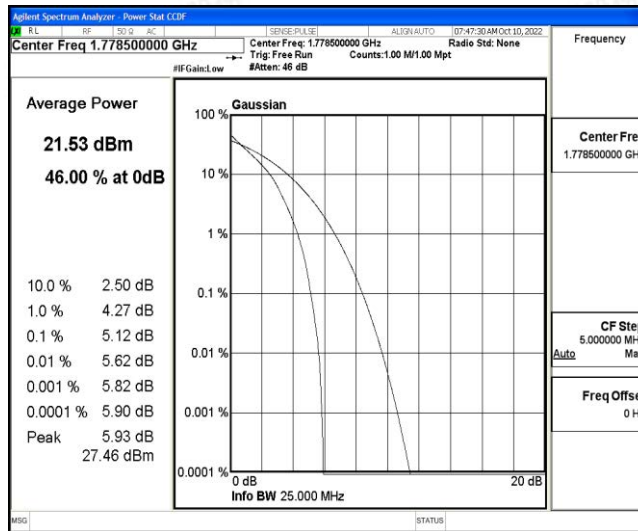 Agilent Spectrum Analyzer - Power Stat CCDF
RL RF 50 Ω AC SENSE:PULSE ALIGN AUTO 07:47:30 AM Oct 10, 2022
Center Freq 1.778500000 GHz
Center Freq: 1.778500000 GHz Radio Std: None
Trig: Free Run Counts:1.00 M/1.00 Mpt
#IFGain:Low #Atten: 46 dB
Frequency
Average Power
21.53 dBm
46.00 % at 0dB
10.0 % 2.50 dB
1.0 % 4.27 dB
0.1 % 5.12 dB
0.01 % 5.62 dB
0.001 % 5.82 dB
0.0001 % 5.90 dB
Peak 5.93 dB
27.46 dBm
Gaussian
100 %
10 %
1 %
0.1 %
0.01 %
0.001 %
0.0001 %
0 dB 20 dB
Info BW 25.000 MHz
Center Fre
1.778500000 GH
CF Ste
5.000000 MH
Auto Ma
Freq Offse
0 H
MSG STATUS